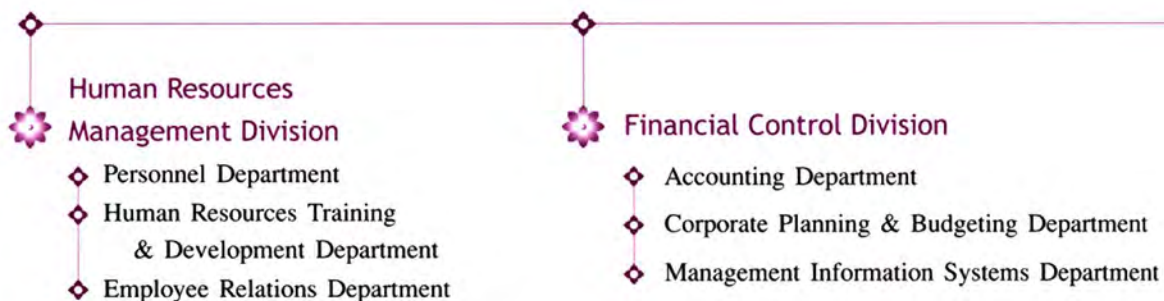 Human Resources
Management Division
Personnel Department
Human Resources Training
& Development Department
Employee Relations Department
Financial Control Division
Accounting Department
Corporate Planning & Budgeting Department
Management Information Systems Department